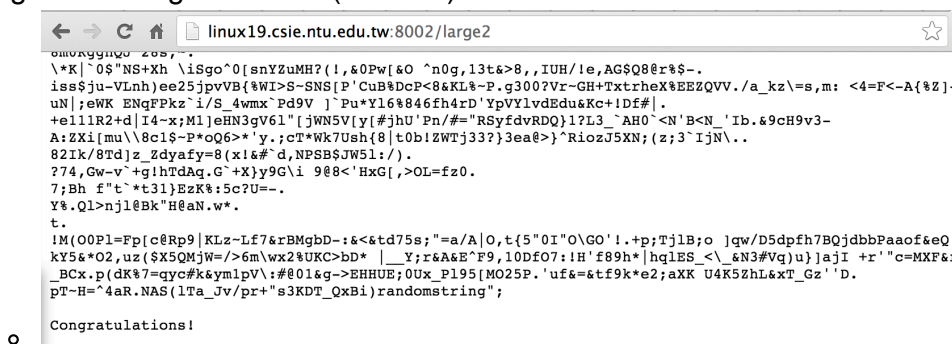 linux19.csie.ntu.edu.tw:8002/large2
\*K|`0$"NS+Xh \iSgo^0[snYZuMH?(!,&0Pw[&O ^n0g,l3t&>8,,IUH/!e,AG$Q8@r%$-.
iss$ju-VLnh)ee25jpvVB{%WI>S~SNS[P'CuB%DcP<8&KL%~P.g300?Vr~GH+TxtrheX%EEZQVV./a_kz\=s,m: <4=F<-A{%Z]-
uN|;eWK ENqFPkz`i/S_4wmx`Pd9V ]`Pu*Yl6%846fh4rD'YpVYlvdEdu&Kc+!Df#|.
+e111R2+d|I4~x;M1]eHN3gV6l"[jWN5V[y[#jhU'Pn/#="RSyfdvRDQ}1?L3_`AH0`<N'B<N_'Ib.&9cH9v3-
A:ZXi[mu\\8c1$~P*oQ6>*'y.;cT*Wk7Ush{8|t0b!ZWTj33?}3ea@>}^RiozJ5XN;(z;3`IjN\..
82Ik/8Td]z_Zdyafy=8(x!&#`d,NPSB$JW5l:/).
?74,Gw-v`+g!hTdAq.G`+X}y9G\i 9@8<'HxG[,>OL=fz0.
7;Bh f"t`*t31}EzK%:5c?U=-.
Y%.Ql>njl@Bk"H@aN.w*.
t.
!M(O0Pl=Fp[c@Rp9|KLz~Lf7&rBMgbD-:&<&td75s;"=a/A|O,t{5"0I"O\GO'!.+p;TjlB;o ]qw/D5dpfh7BQjdbbPaaof&eQ
kY5&*O2,uz($X5QMjW=/>6m\wx2%UKC>bD* |__Y;r&A&E^F9,10DfO7:!H'f89h*|hqlES_<\_&N3#Vq)u}]ajI +r'"c=MXF&
_BCx.p(dK%7=qyc#k&ym1pV\:#@01&g->EHHUE;0Ux_Pl95[MO25P.'uf&=&tf9k*e2;aXK U4K5ZhL&xT_Gz''D.
pT~H=^4aR.NAS(lTa_Jv/pr+"s3KDT_QxBi)randomstring";
Congratulations!
8